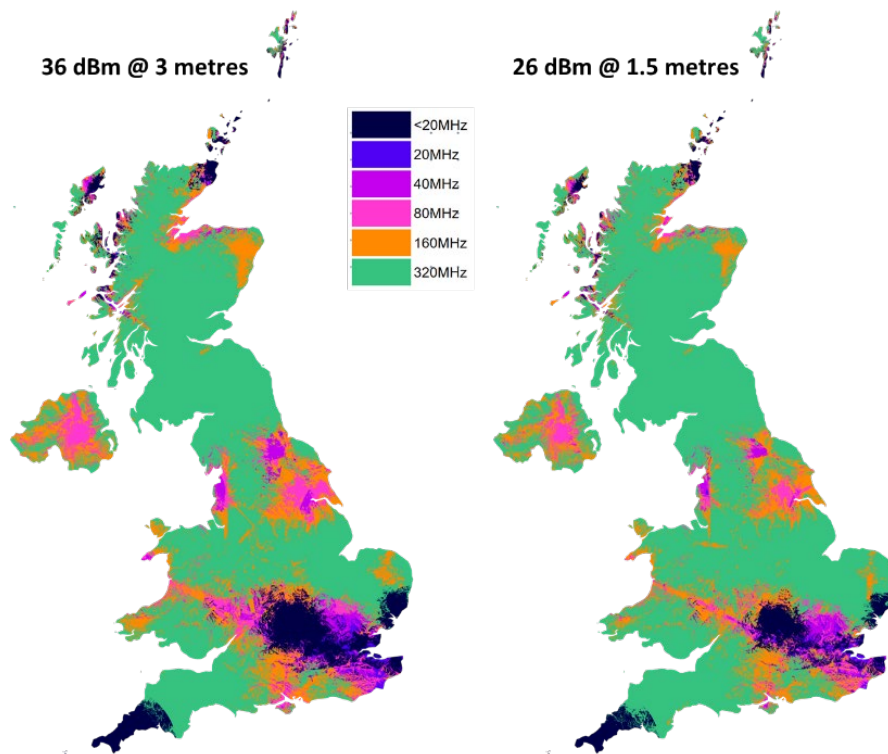 36 dBm @ 3 metres
26 dBm @ 1.5 metres
<20MHz
20MHz
40MHz
80MHz
160MHz
320MHz